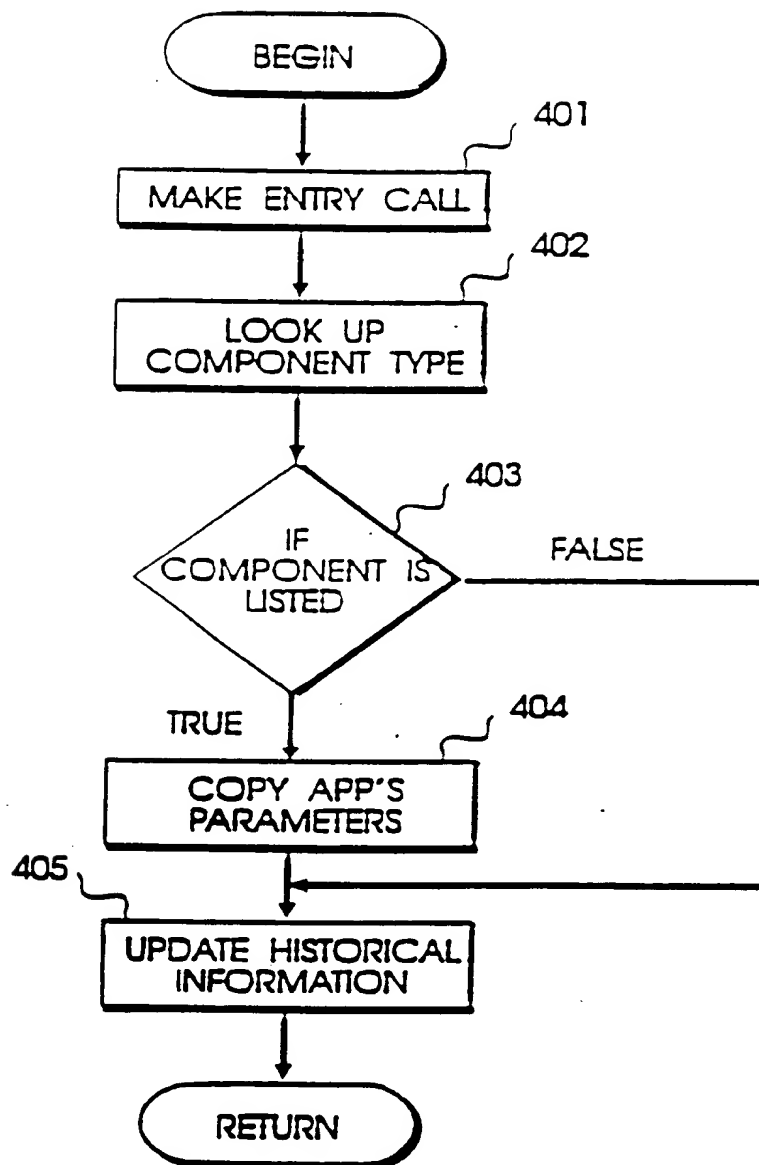 BEGIN
401
MAKE ENTRY CALL
402
LOOK UP
COMPONENT TYPE
403
IF
COMPONENT IS
LISTED
FALSE
TRUE
404
COPY APP'S
PARAMETERS
405
UPDATE HISTORICAL
INFORMATION
RETURN